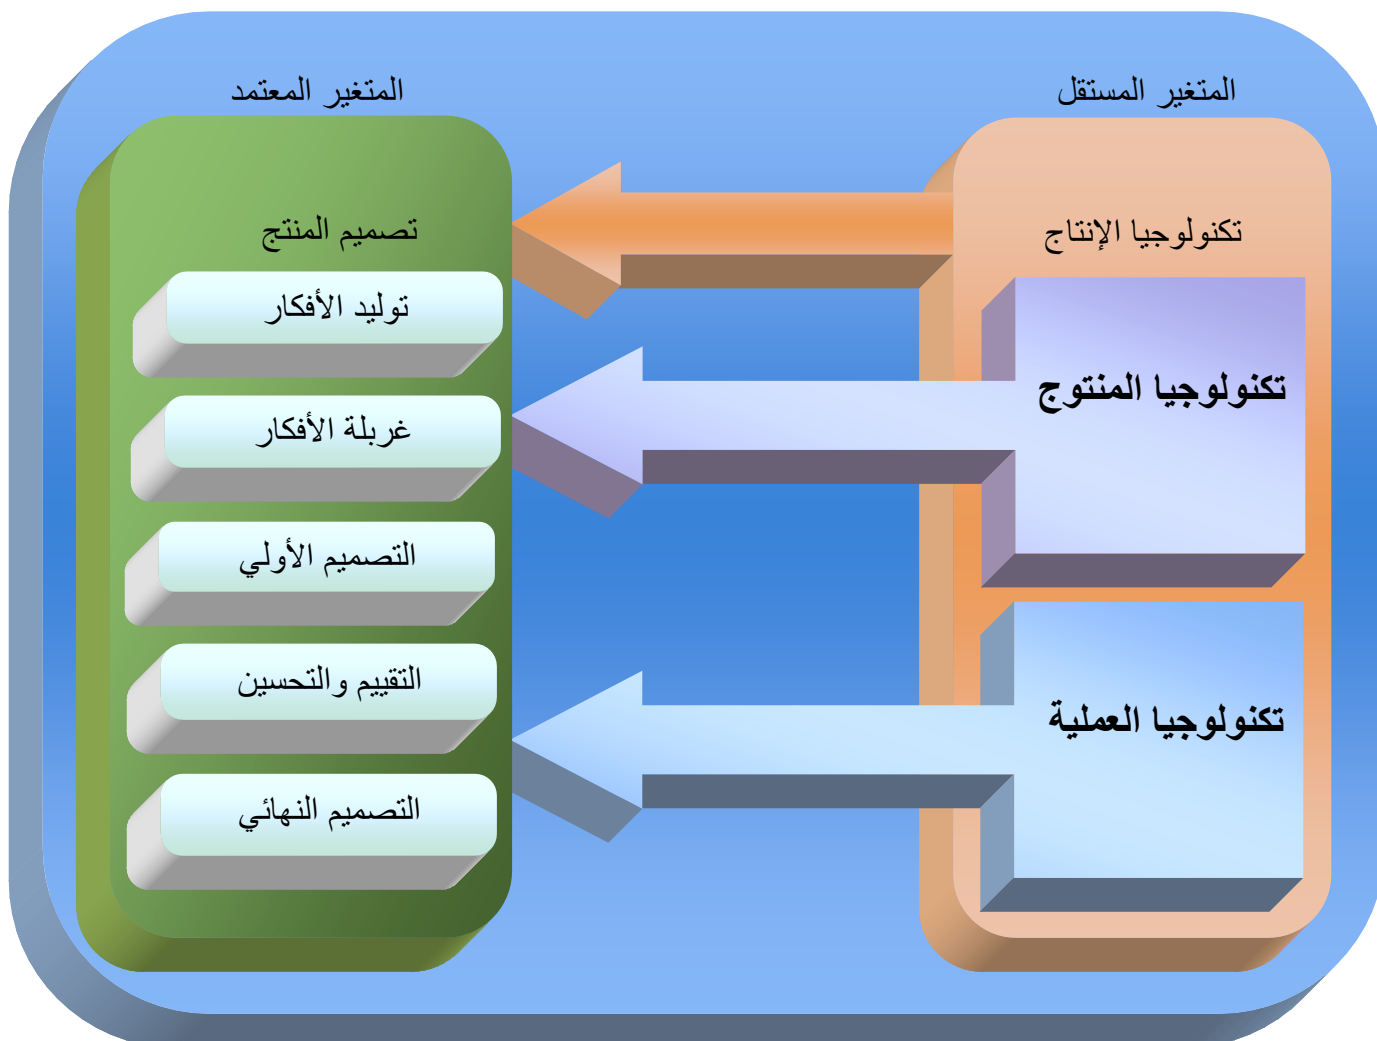 المتغير المستقل
المتغير المعتمد
تكنولوجيا الإنتاج
تكنولوجيا المنتوج
تكنولوجيا العملية
تصميم المنتج
توليد الأفكار
غربلة الأفكار
التصميم الأولي
التقييم والتحسين
التصميم النهائي